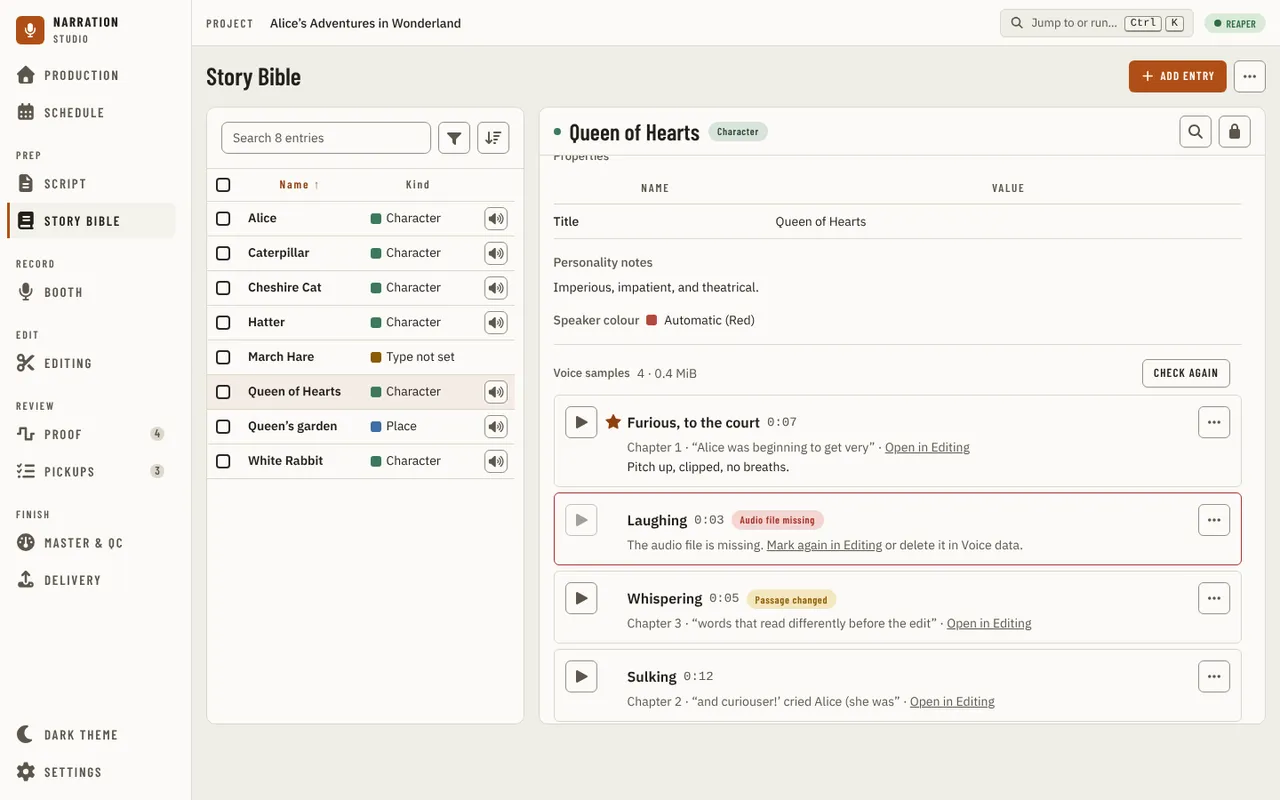 NARRATION
STUDIO
PRODUCTION
SCHEDULE
PREP
SCRIPT
STORY BIBLE
RECORD
BOOTH
EDIT
EDITING
REVIEW
PROOF 4
PICKUPS 3
FINISH
MASTER & QC
DELIVERY
DARK THEME
SETTINGS
PROJECT Alice’s Adventures in Wonderland
Jump to or run... Ctrl K
REAPER
Story Bible
+ ADD ENTRY
Search 8 entries
Name ↑ Kind
Alice Character
Caterpillar Character
Cheshire Cat Character
Hatter Character
March Hare Type not set
Queen of Hearts Character
Queen’s garden Place
White Rabbit Character
Queen of Hearts Character
Properties
NAME VALUE
Title Queen of Hearts
Personality notes
Imperious, impatient, and theatrical.
Speaker colour Automatic (Red)
Voice samples 4 · 0.4 MiB CHECK AGAIN
Furious, to the court 0:07
Chapter 1 · “Alice was beginning to get very” · Open in Editing
Pitch up, clipped, no breaths.
Laughing 0:03 Audio file missing
The audio file is missing. Mark again in Editing or delete it in Voice data.
Whispering 0:05 Passage changed
Chapter 3 · “words that read differently before the edit” · Open in Editing
Sulking 0:12
Chapter 2 · “and curiouser!’ cried Alice (she was” · Open in Editing